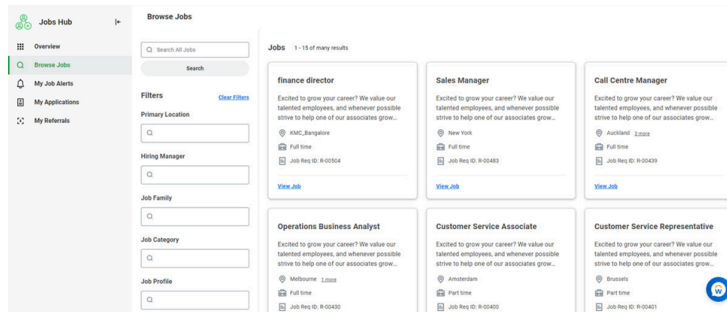 Jobs Hub
Overview
Browse Jobs
My Job Alerts
My Applications
My Referrals
Browse Jobs
Search All Jobs
Search
Filters
Clear Filters
Primary Location
Hiring Manager
Job Family
Job Category
Job Profile
Jobs 1 - 15 of many results
finance director
Excited to grow your career? We value our
talented employees, and whenever possible
strive to help one of our associates grow...
KMC_Bangalore
Full time
Job Req ID: R-00504
View Job
Sales Manager
Excited to grow your career? We value our
talented employees, and whenever possible
strive to help one of our associates grow...
New York
Full time
Job Req ID: R-00483
View Job
Call Centre Manager
Excited to grow your career? We value our
talented employees, and whenever possible
strive to help one of our associates grow...
Auckland 3 more
Full time
Job Req ID: R-00439
View Job
Operations Business Analyst
Excited to grow your career? We value our
talented employees, and whenever possible
strive to help one of our associates grow...
Melbourne 1 more
Full time
Job Req ID: R-00430
Customer Service Associate
Excited to grow your career? We value our
talented employees, and whenever possible
strive to help one of our associates grow...
Amsterdam
Part time
Job Req ID: R-00400
Customer Service Representative
Excited to grow your career? We value our
talented employees, and whenever possible
strive to help one of our associates grow...
Brussels
Part time
Job Req ID: R-00401
W